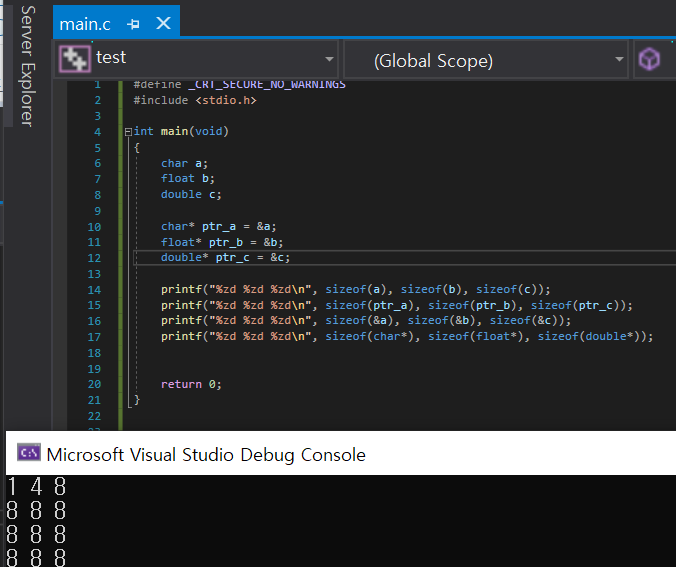 Server Explorer
main.c
test (Global Scope)
1 #define _CRT_SECURE_NO_WARNINGS
2 #include <stdio.h>
3
4 int main(void)
5 {
6 char a;
7 float b;
8 double c;
9
10 char* ptr_a = &a;
11 float* ptr_b = &b;
12 double* ptr_c = &c;
13
14 printf("%zd %zd %zd\n", sizeof(a), sizeof(b), sizeof(c));
15 printf("%zd %zd %zd\n", sizeof(ptr_a), sizeof(ptr_b), sizeof(ptr_c));
16 printf("%zd %zd %zd\n", sizeof(&a), sizeof(&b), sizeof(&c));
17 printf("%zd %zd %zd\n", sizeof(char*), sizeof(float*), sizeof(double*));
18
19
20 return 0;
21 }
22
C:\ Microsoft Visual Studio Debug Console
1 4 8
8 8 8
8 8 8
8 8 8